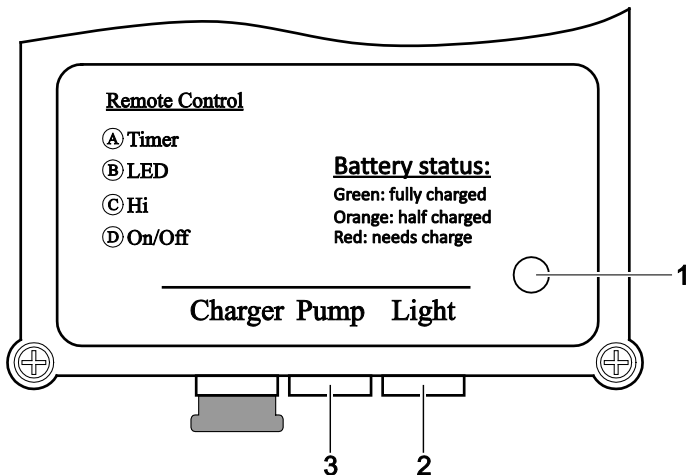 Remote Control
Ⓐ Timer
Ⓑ LED
Ⓒ Hi
Ⓓ On/Off
Battery status:
Green: fully charged
Orange: half charged
Red: needs charge
1
Charger Pump Light
3 2